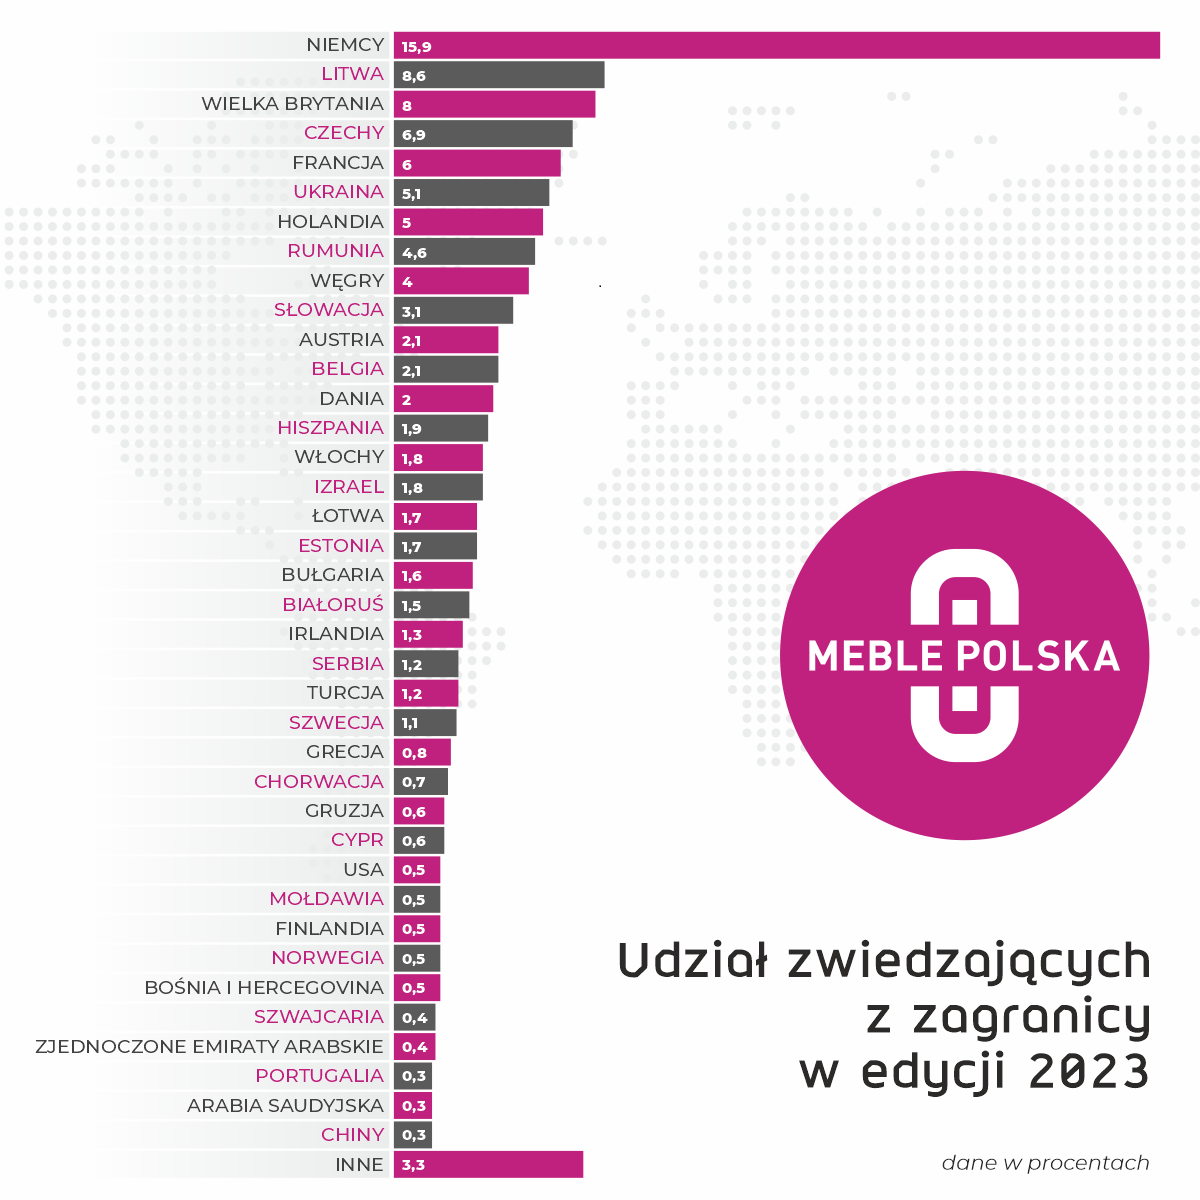 NIEMCY 15,9
LITWA 8,6
WIELKA BRYTANIA 8
CZECHY 6,9
FRANCJA 6
UKRAINA 5,1
HOLANDIA 5
RUMUNIA 4,6
WĘGRY 4
SŁOWACJA 3,1
AUSTRIA 2,1
BELGIA 2,1
DANIA 2
HISZPANIA 1,9
WŁOCHY 1,8
IZRAEL 1,8
ŁOTWA 1,7
ESTONIA 1,7
BUŁGARIA 1,6
BIAŁORUŚ 1,5
IRLANDIA 1,3
SERBIA 1,2
TURCJA 1,2
SZWECJA 1,1
GRECJA 0,8
CHORWACJA 0,7
GRUZJA 0,6
CYPR 0,6
USA 0,5
MOŁDAWIA 0,5
FINLANDIA 0,5
NORWEGIA 0,5
BOŚNIA I HERCEGOVINA 0,5
SZWAJCARIA 0,4
ZJEDNOCZONE EMIRATY ARABSKIE 0,4
PORTUGALIA 0,3
ARABIA SAUDYJSKA 0,3
CHINY 0,3
INNE 3,3
MEBLE POLSKA
Udział zwiedzających
z zagranicy
w edycji 2023
dane w procentach